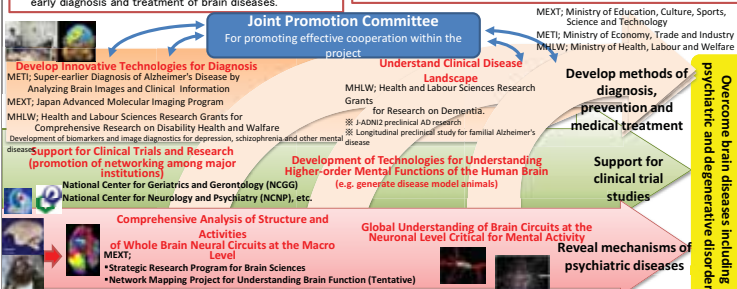 early diagnosis and treatment of brain diseases.
Joint Promotion Committee
For promoting effective cooperation within the
project
MEXT; Ministry of Education, Culture, Sports,
Science and Technology
METI; Ministry of Economy, Trade and Industry
MHLW; Ministry of Health, Labour and Welfare
Develop Innovative Technologies for Diagnosis
METI; Super-earlier Diagnosis of Alzheimer's Disease by
Analyzing Brain Images and Clinical Information
MEXT; Japan Advanced Molecular Imaging Program
MHLW; Health and Labour Sciences Research Grants for
Comprehensive Research on Disability Health and Welfare
Development of biomarkers and image diagnostics for depression, schizophrenia and other mental
diseases
Understand Clinical Disease
Landscape
MHLW; Health and Labour Sciences Research
Grants
for Research on Dementia.
※ J-ADNI2 preclinical AD research
※ Longitudinal preclinical study for familial Alzheimer's
disease
Develop methods of
diagnosis,
prevention and
medical treatment
Support for Clinical Trials and Research
(promotion of networking among major
institutions)
National Center for Geriatrics and Gerontology (NCGG)
National Center for Neurology and Psychiatry (NCNP), etc.
Development of Technologies for Understanding
Higher-order Mental Functions of the Human Brain
(e.g. generate disease model animals)
Support for
clinical trial
studies
Comprehensive Analysis of Structure and
Activities
of Whole Brain Neural Circuits at the Macro
Level
MEXT;
•Strategic Research Program for Brain Sciences
•Network Mapping Project for Understanding Brain Function (Tentative)
Global Understanding of Brain Circuits at the
Neuronal Level Critical for Mental Activity
Reveal mechanisms of
psychiatric diseases
Overcome brain diseases including
psychiatric and degenerative disorder